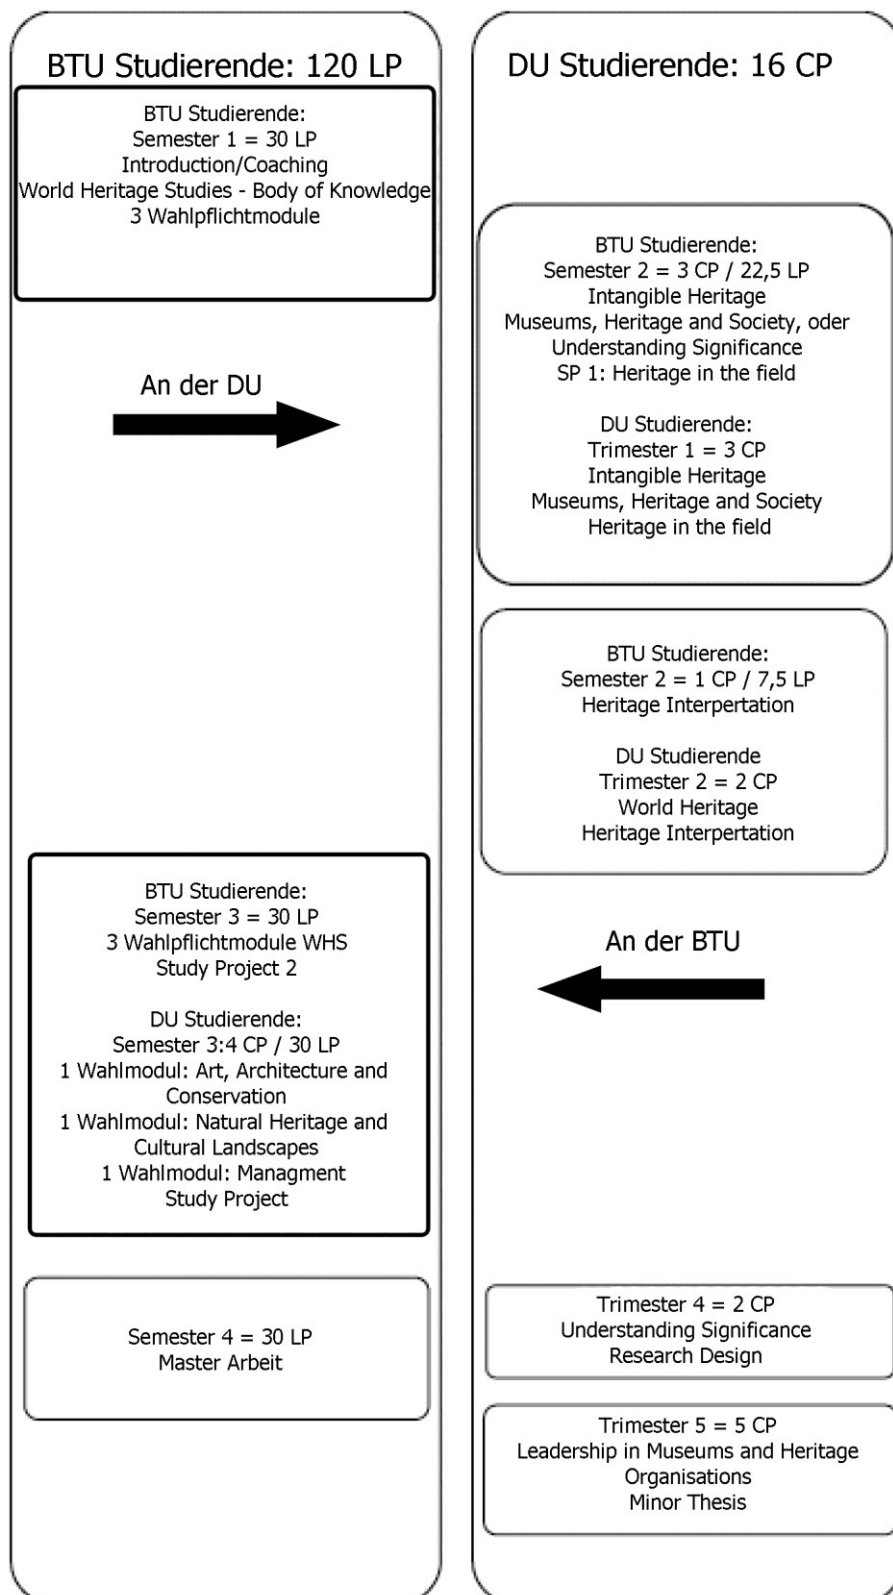 BTU Studierende: 120 LP
BTU Studierende:
Semester 1 = 30 LP
Introduction/Coaching
World Heritage Studies - Body of Knowledge
3 Wahlpflichtmodule
An der DU
BTU Studierende:
Semester 3 = 30 LP
3 Wahlpflichtmodule WHS
Study Project 2
DU Studierende:
Semester 3:4 CP / 30 LP
1 Wahlmodul: Art, Architecture and
Conservation
1 Wahlmodul: Natural Heritage and
Cultural Landscapes
1 Wahlmodul: Managment
Study Project
Semester 4 = 30 LP
Master Arbeit
DU Studierende: 16 CP
BTU Studierende:
Semester 2 = 3 CP / 22,5 LP
Intangible Heritage
Museums, Heritage and Society, oder
Understanding Significance
SP 1: Heritage in the field
DU Studierende:
Trimester 1 = 3 CP
Intangible Heritage
Museums, Heritage and Society
Heritage in the field
BTU Studierende:
Semester 2 = 1 CP / 7,5 LP
Heritage Interpertation
DU Studierende
Trimester 2 = 2 CP
World Heritage
Heritage Interpertation
An der BTU
Trimester 4 = 2 CP
Understanding Significance
Research Design
Trimester 5 = 5 CP
Leadership in Museums and Heritage
Organisations
Minor Thesis